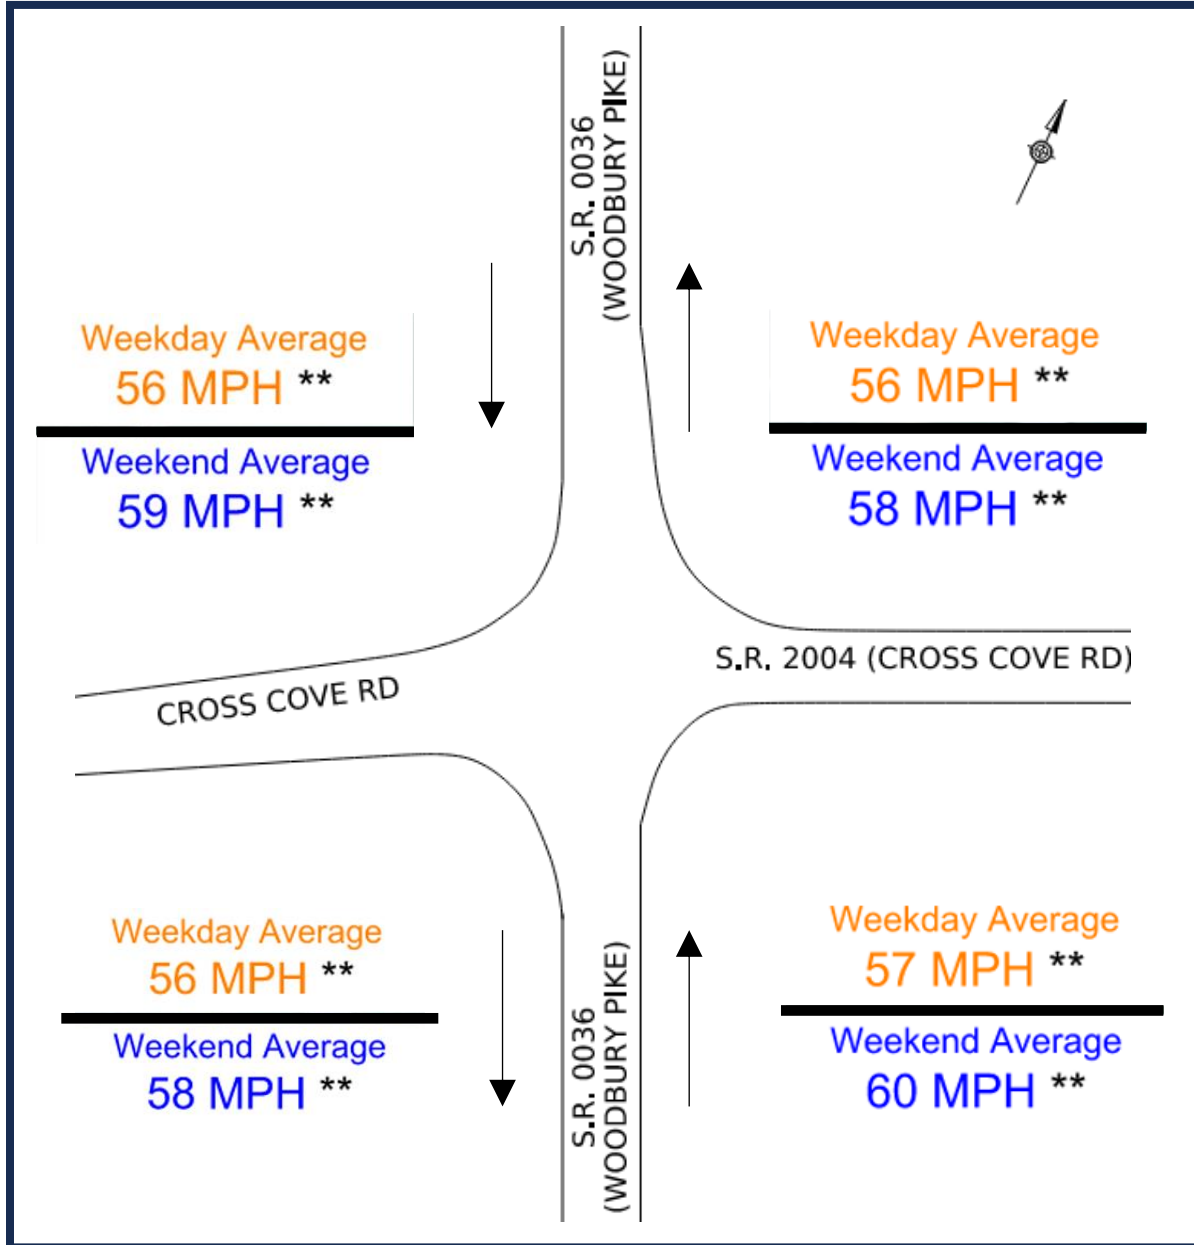 S.R. 0036
(WOODBURY PIKE)
Weekday Average
56 MPH **
Weekend Average
59 MPH **
Weekday Average
56 MPH **
Weekend Average
58 MPH **
CROSS COVE RD
S.R. 2004 (CROSS COVE RD)
Weekday Average
56 MPH **
Weekend Average
58 MPH **
S.R. 0036
(WOODBURY PIKE)
Weekday Average
57 MPH **
Weekend Average
60 MPH **